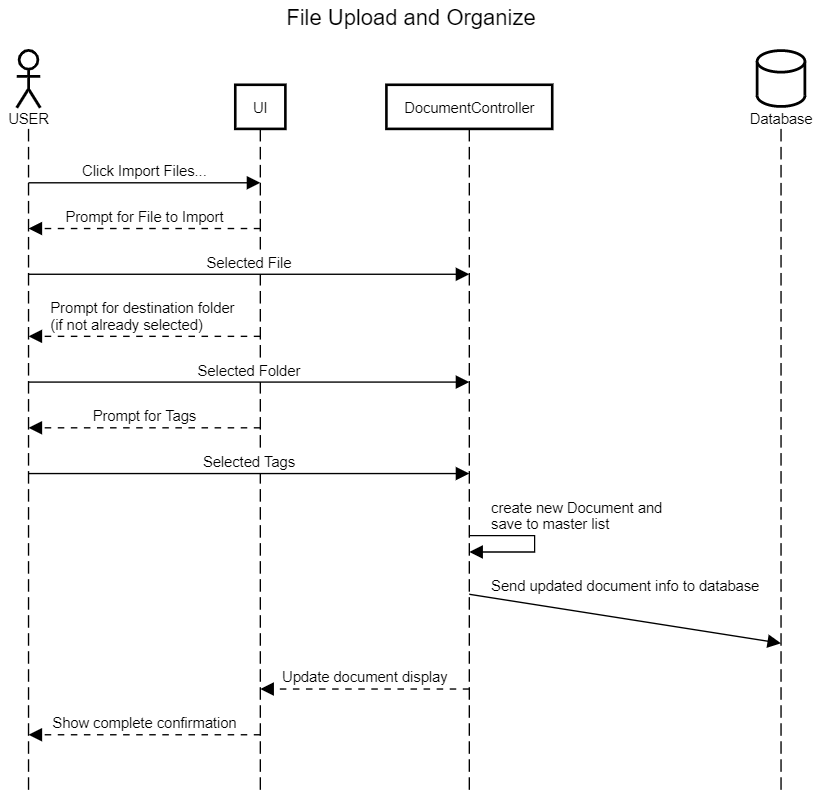 File Upload and Organize
USER
UI
DocumentController
Database
Click Import Files...
Prompt for File to Import
Selected File
Prompt for destination folder
(if not already selected)
Selected Folder
Prompt for Tags
Selected Tags
create new Document and
save to master list
Send updated document info to database
Update document display
Show complete confirmation